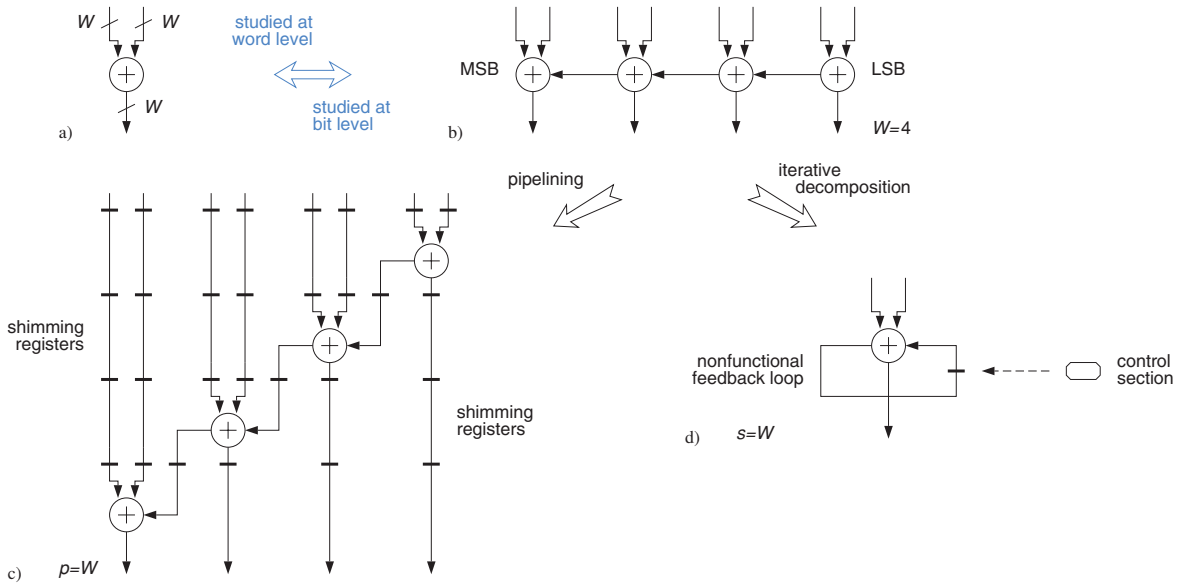 W
W
studied at
word level
W
studied at
bit level
a)
MSB
LSB
b)
W=4
pipelining
iterative
decomposition
shimming
registers
shimming
registers
nonfunctional
feedback loop
control
section
d)
s=W
c)
p=W